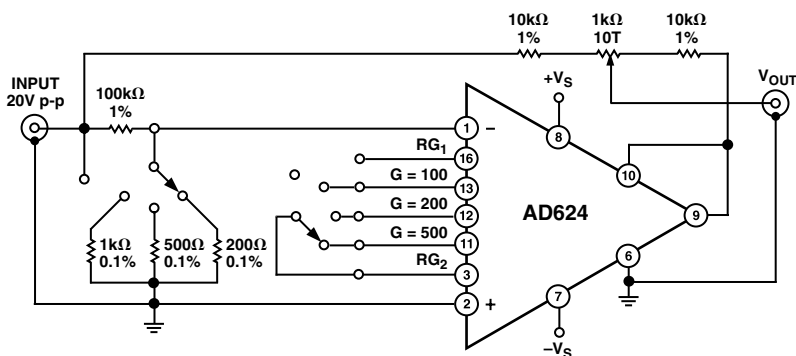 10kΩ
1%
1kΩ
10T
10kΩ
1%
INPUT
20V p-p
100kΩ
1%
+VS
VOUT
1
–
8
RG1
16
10
G = 100
13
G = 200
12
AD624
9
G = 500
11
1kΩ
0.1%
500Ω
0.1%
200Ω
0.1%
RG2
3
6
2
+
7
–VS